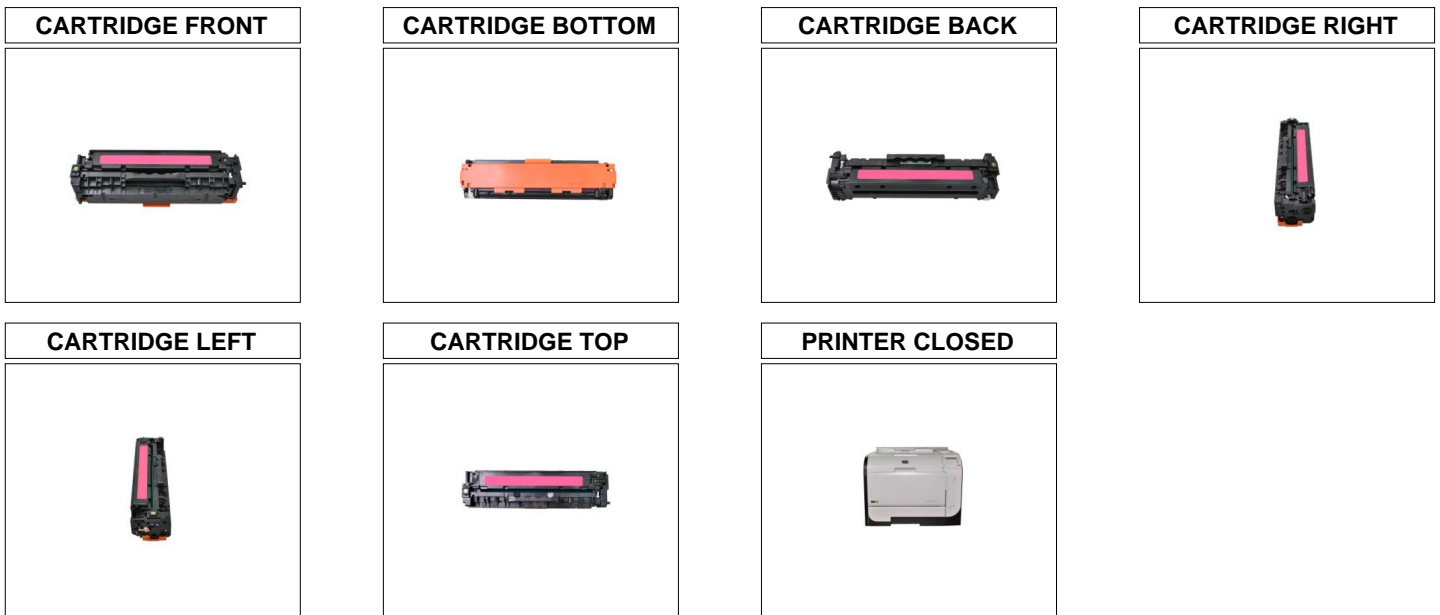 CARTRIDGE FRONT
CARTRIDGE BOTTOM
CARTRIDGE BACK
CARTRIDGE RIGHT
CARTRIDGE LEFT
CARTRIDGE TOP
PRINTER CLOSED